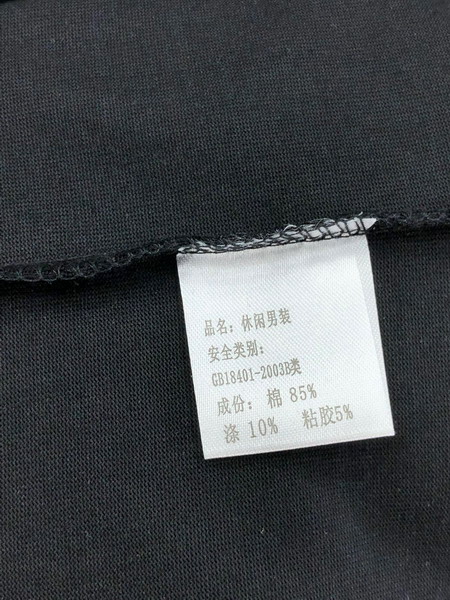 品名：休闲男装
安全类别：
GB18401-2003B类
成份：棉 85%
涤 10% 粘胶5%